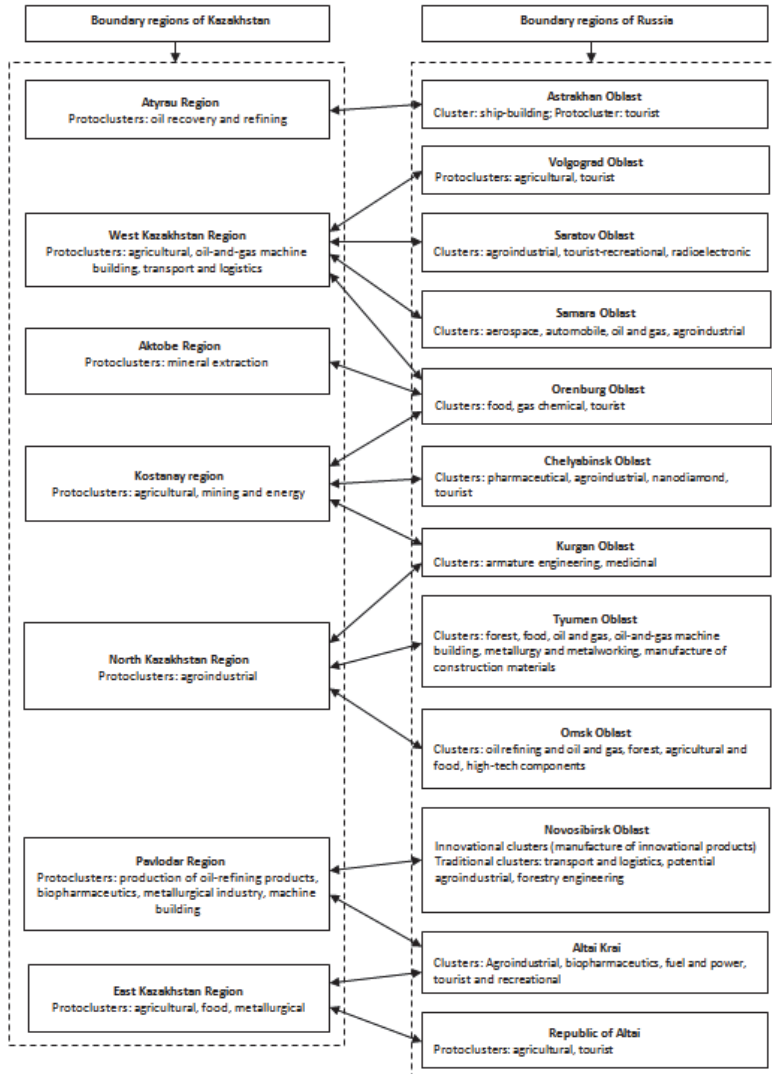 Boundary regions of Kazakhstan
Boundary regions of Russia
Atyrau Region
Protoclusters: oil recovery and refining
West Kazakhstan Region
Protoclusters: agricultural, oil-and-gas machine
building, transport and logistics
Aktobe Region
Protoclusters: mineral extraction
Kostanay region
Protoclusters: agricultural, mining and energy
North Kazakhstan Region
Protoclusters: agroindustrial
Pavlodar Region
Protoclusters: production of oil-refining products,
biopharmaceutics, metallurgical industry, machine
building
East Kazakhstan Region
Protoclusters: agricultural, food, metallurgical
Astrakhan Oblast
Cluster: ship-building; Protocluster: tourist
Volgograd Oblast
Protoclusters: agricultural, tourist
Saratov Oblast
Clusters: agroindustrial, tourist-recreational, radioelectronic
Samara Oblast
Clusters: aerospace, automobile, oil and gas, agroindustrial
Orenburg Oblast
Clusters: food, gas chemical, tourist
Chelyabinsk Oblast
Clusters: pharmaceutical, agroindustrial, nanodiamond,
tourist
Kurgan Oblast
Clusters: armature engineering, medicinal
Tyumen Oblast
Clusters: forest, food, oil and gas, oil-and-gas machine
building, metallurgy and metalworking, manufacture of
construction materials
Omsk Oblast
Clusters: oil refining and oil and gas, forest, agricultural and
food, high-tech components
Novosibirsk Oblast
Innovational clusters (manufacture of innovational products)
Traditional clusters: transport and logistics, potential
agroindustrial, forestry engineering
Altai Krai
Clusters: Agroindustrial, biopharmaceutics, fuel and power,
tourist and recreational
Republic of Altai
Protoclusters: agricultural, tourist